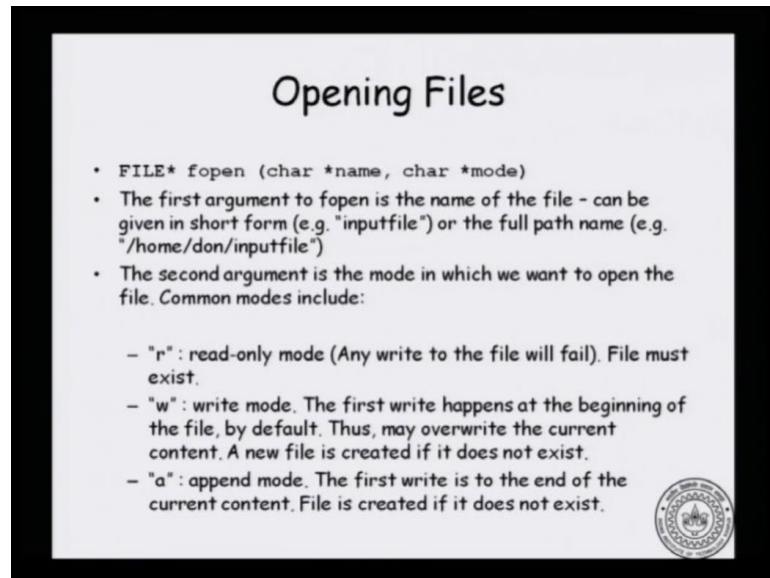 Opening Files
• FILE* fopen (char *name, char *mode)
• The first argument to fopen is the name of the file - can be
given in short form (e.g. "inputfile") or the full path name (e.g.
"/home/don/inputfile")
• The second argument is the mode in which we want to open the
file. Common modes include:
– "r" : read-only mode (Any write to the file will fail). File must
exist.
– "w" : write mode. The first write happens at the beginning of
the file, by default. Thus, may overwrite the current
content. A new file is created if it does not exist.
– "a" : append mode. The first write is to the end of the
current content. File is created if it does not exist.